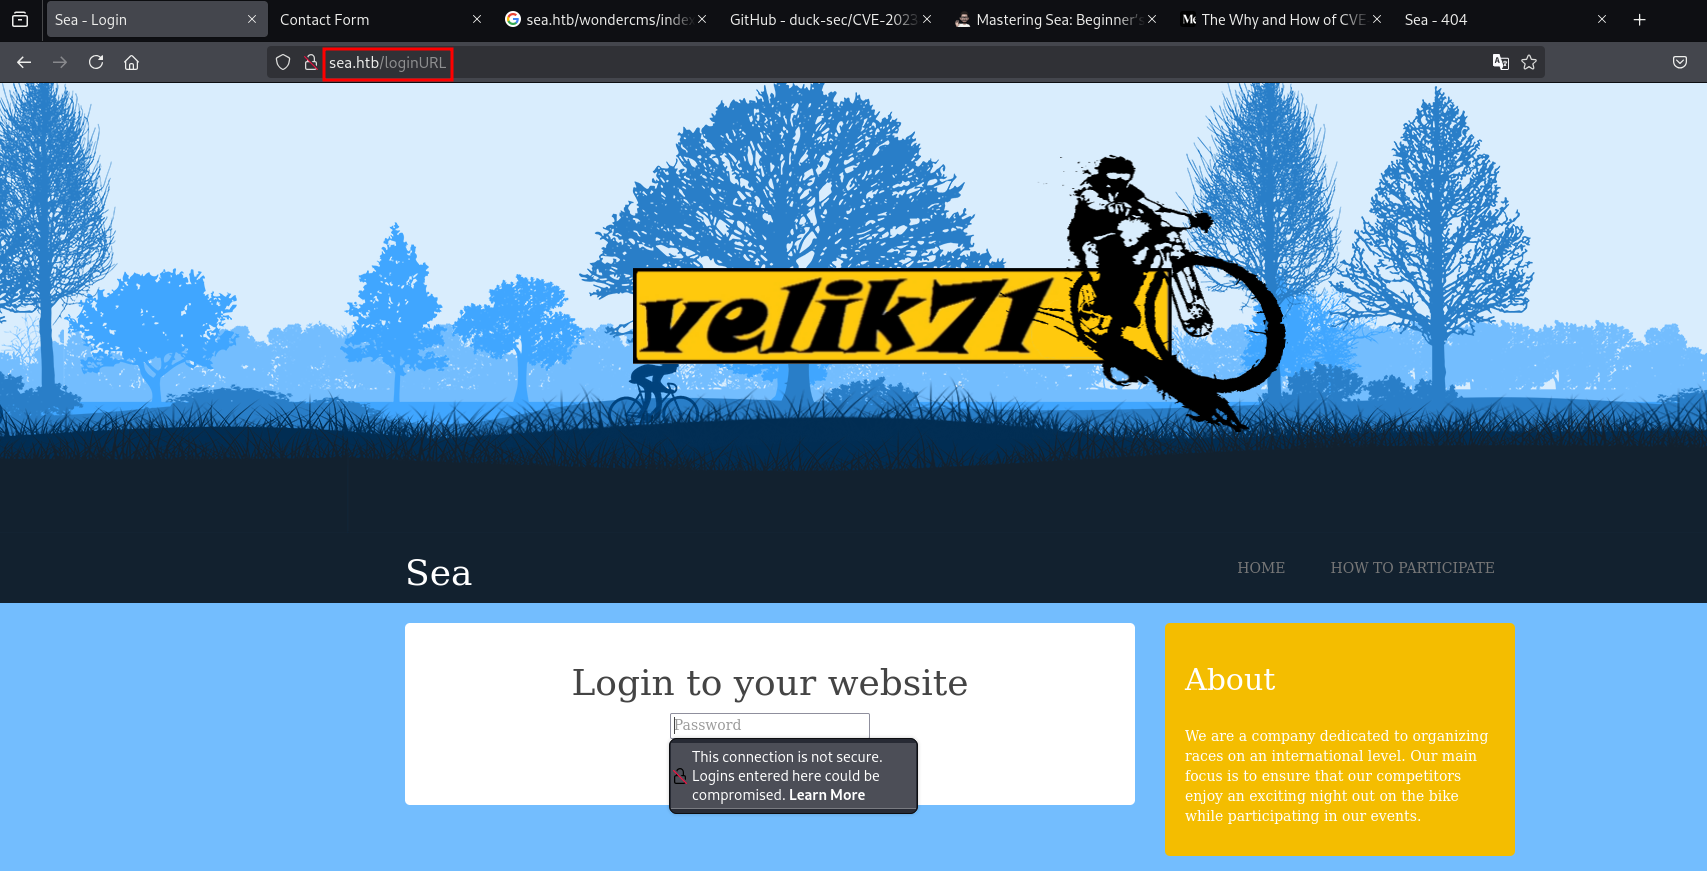 Sea - Login
Contact Form
sea.htb/wondercms/index
GitHub - duck-sec/CVE-2023
Mastering Sea: Beginner's
The Why and How of CVE
Sea - 404
sea.htb/loginURL
velik71
Sea
HOME
HOW TO PARTICIPATE
Login to your website
Password
This connection is not secure.
Logins entered here could be
compromised. Learn More
About
We are a company dedicated to organizing
races on an international level. Our main
focus is to ensure that our competitors
enjoy an exciting night out on the bike
while participating in our events.